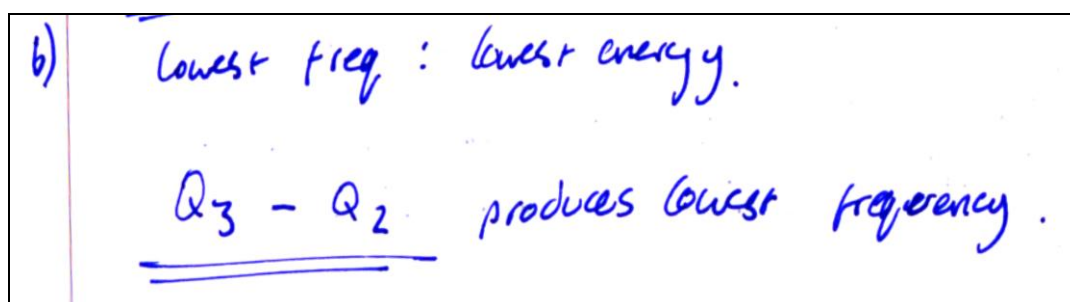 b) lowest freq : lowest energy.
Q3 - Q2 produces lowest frequency.